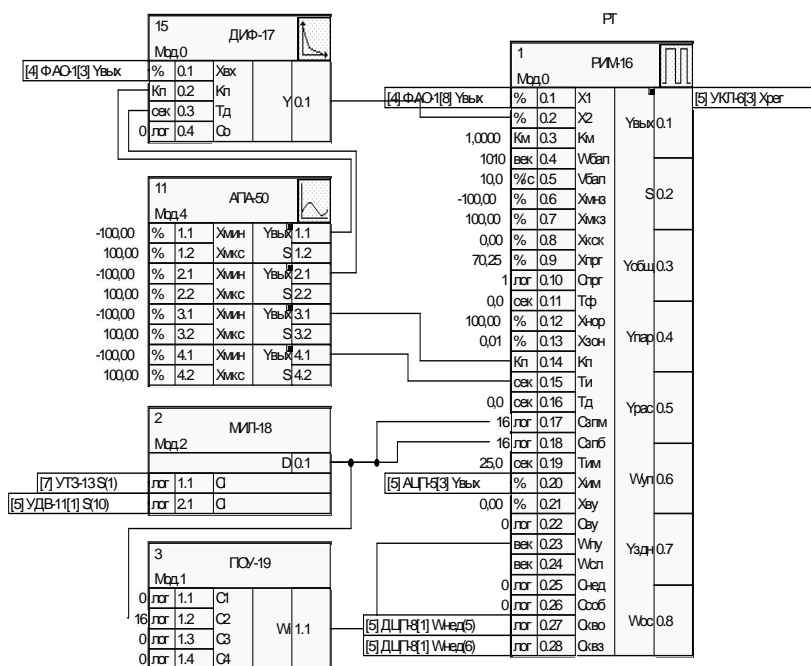 РТ
15
ДИФ-17
Мод.0
[4] ФАО-1[3] Yвых % 0.1 Xвх
Кп 0.2 Кп
сек 0.3 Тд
0 лог 0.4 Со
Y 0.1
11
АПА-50
Мод.4
-100,00 % 1.1 Хмин Yвых 1.1
100,00 % 1.2 Хмкс S 1.2
-100,00 % 2.1 Хмин Yвых 2.1
100,00 % 2.2 Хмкс S 2.2
-100,00 % 3.1 Хмин Yвых 3.1
100,00 % 3.2 Хмкс S 3.2
-100,00 % 4.1 Хмин Yвых 4.1
100,00 % 4.2 Хмкс S 4.2
2
МИЛ-18
Мод.2
D 0.1
[7] УТЗ-13 S(1) лог 1.1 Ci
[5] УДВ-11[1] S(10) лог 2.1 Ci
3
ПОУ-19
Мод.1
0 лог 1.1 С1
16 лог 1.2 С2
0 лог 1.3 С3
0 лог 1.4 С4
Wi 1.1
1
РИМ-16
Мод.0
[4] ФАО-1[8] Yвых % 0.1 X1
% 0.2 X2
1,0000 Км 0.3 Км
1010 век 0.4 Wбал
10,0 %/с 0.5 Vбал
-100,00 % 0.6 Хмнз
100,00 % 0.7 Хмкз
0,00 % 0.8 Хкск
70,25 % 0.9 Хпрг
1 лог 0.10 Спрг
0,0 сек 0.11 Тф
100,00 % 0.12 Хнор
0,01 % 0.13 Хзон
Кп 0.14 Кп
сек 0.15 Ти
0,0 сек 0.16 Тд
16 лог 0.17 Сзпм
16 лог 0.18 Сзпб
25,0 сек 0.19 Тим
[5] АЦП-5[3] Yвых % 0.20 Хим
0,00 % 0.21 Хву
0 лог 0.22 Сву
век 0.23 Wпу
век 0.24 Wсл
0 лог 0.25 Снед
0 лог 0.26 Ссоб
[5] ДЦП-8[1] Wнед(5) лог 0.27 Скво
[5] ДЦП-8[1] Wнед(6) лог 0.28 Сквз
Yвых 0.1
[5] УКЛ-6[3] Хрег
S 0.2
Yобщ 0.3
Yпар 0.4
Yрас 0.5
Wуп 0.6
Yздн 0.7
Wос 0.8